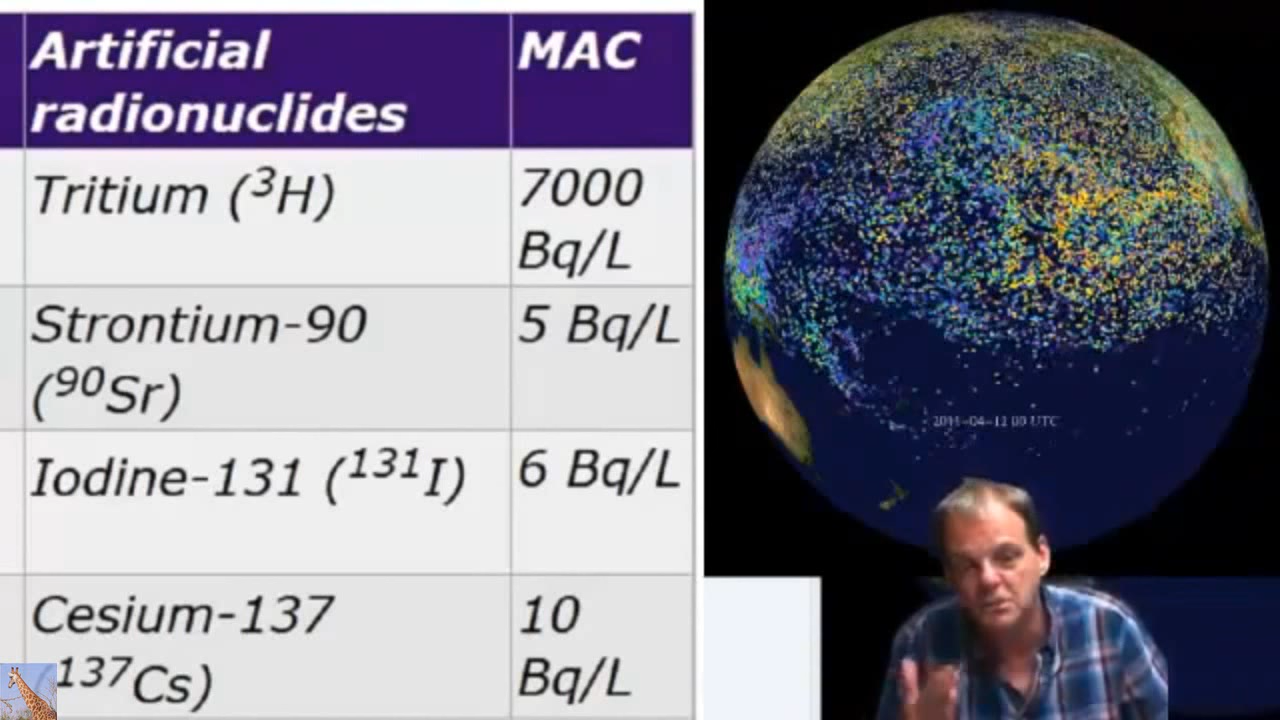 Artificial radionuclides
MAC
Tritium (³H)
7000 Bq/L
Strontium-90 (⁹⁰Sr)
5 Bq/L
Iodine-131 (¹³¹I)
6 Bq/L
Cesium-137
¹³⁷Cs)
10 Bq/L